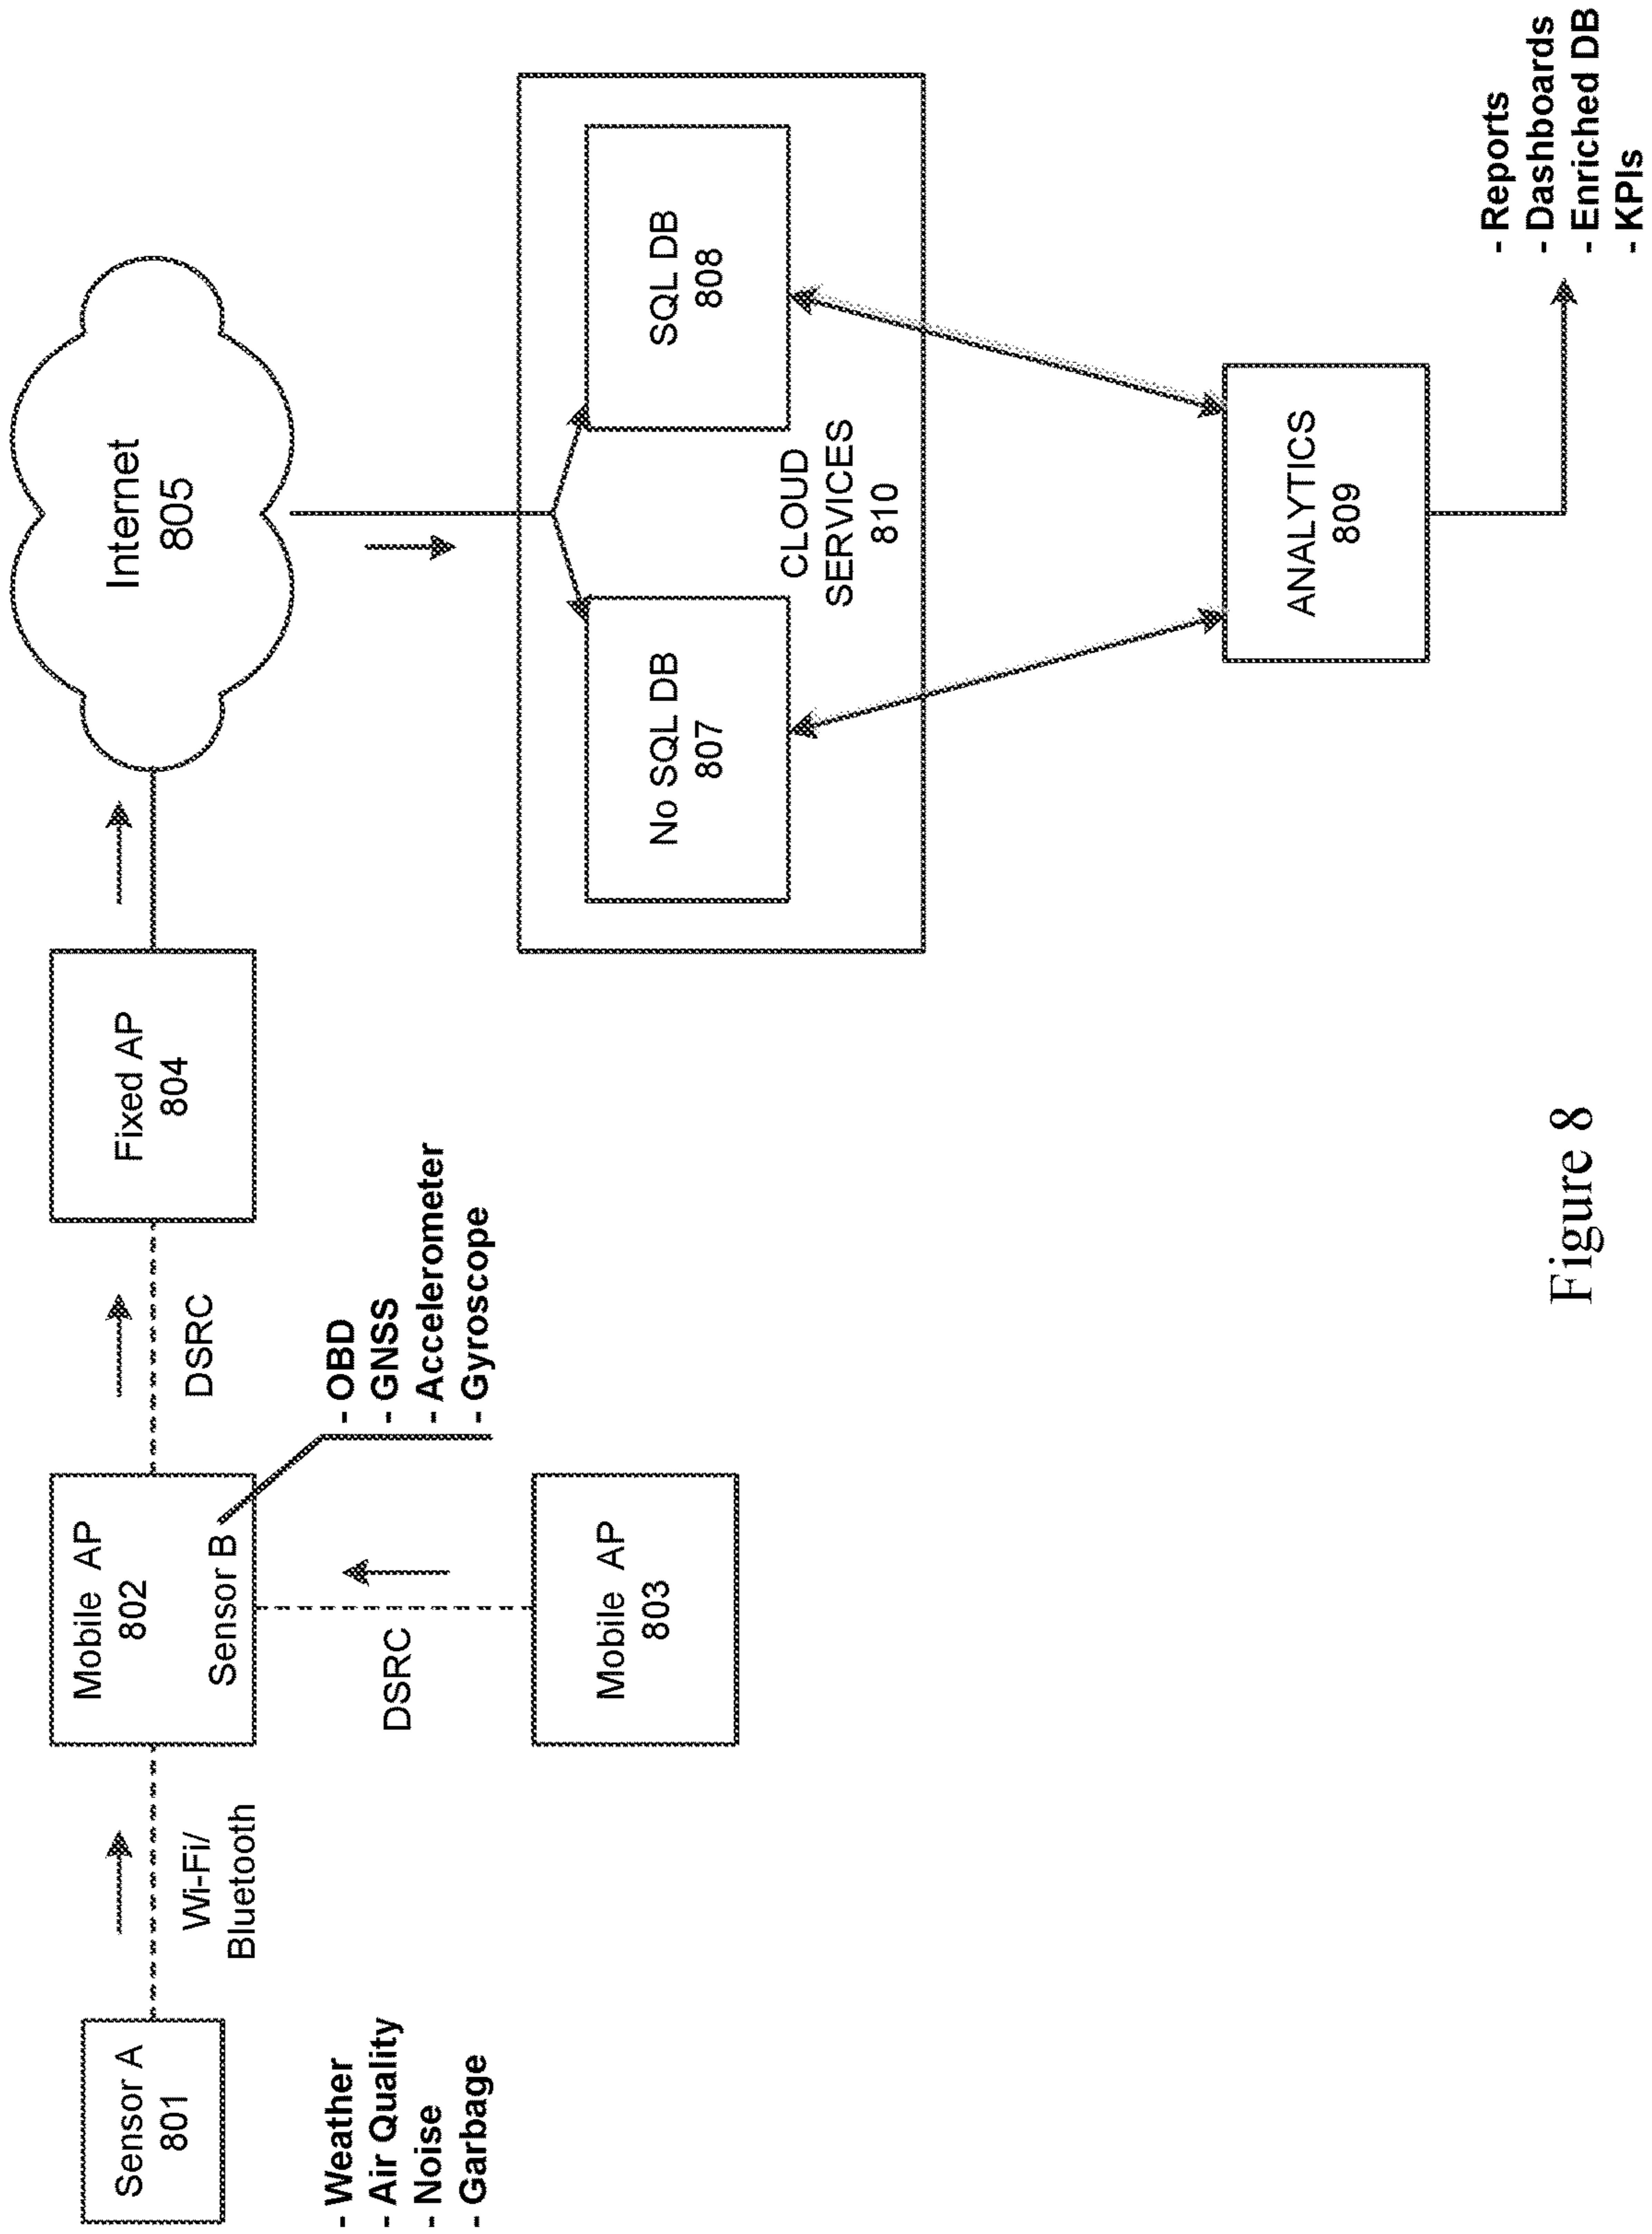 Sensor A
801
- Weather
- Air Quality
- Noise
- Garbage
Wi-Fi/
Bluetooth
Mobile AP
802
Sensor B
- OBD
- GNSS
- Accelerometer
- Gyroscope
DSRC
Mobile AP
803
DSRC
Fixed AP
804
Internet
805
No SQL DB
807
SQL DB
808
CLOUD
SERVICES
810
ANALYTICS
809
- Reports
- Dashboards
- Enriched DB
- KPIs
Figure 8